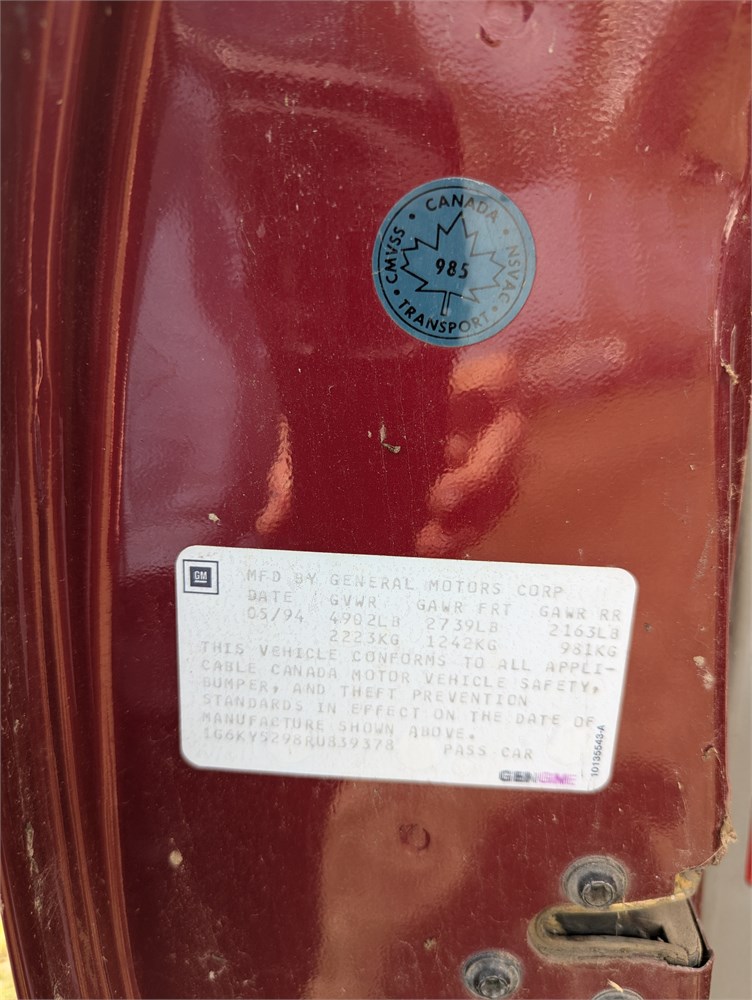 CANADA
CMVSS • 985 • NSVAC
TRANSPORT
GM
MFD BY GENERAL MOTORS CORP
DATE GVWR GAWR FRT GAWR RR
05/94 4902LB 2739LB 2163LB
2223KG 1242KG 981KG
THIS VEHICLE CONFORMS TO ALL APPLI-
CABLE CANADA MOTOR VEHICLE SAFETY,
BUMPER, AND THEFT PREVENTION
STANDARDS IN EFFECT ON THE DATE OF
MANUFACTURE SHOWN ABOVE.
1G6KY5298RU839378 PASS CAR
10135543-A